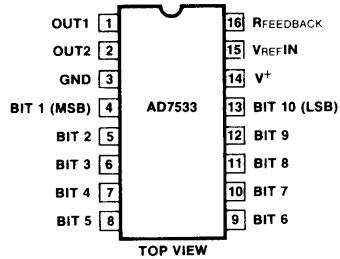 OUT1 1 16 RFEEDBACK
OUT2 2 15 VREFIN
GND 3 14 V+
BIT 1 (MSB) 4 AD7533 13 BIT 10 (LSB)
BIT 2 5 12 BIT 9
BIT 3 6 11 BIT 8
BIT 4 7 10 BIT 7
BIT 5 8 9 BIT 6
TOP VIEW